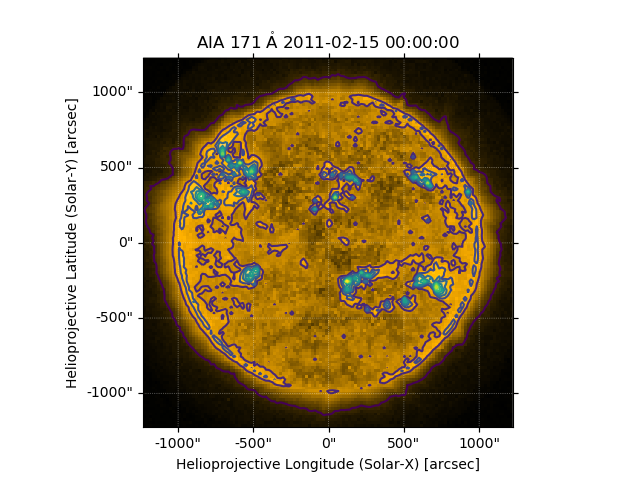 AIA 171 Å 2011-02-15 00:00:00
Helioprojective Latitude (Solar-Y) [arcsec]
1000"
500"
0"
-500"
-1000"
-1000" -500" 0" 500" 1000"
Helioprojective Longitude (Solar-X) [arcsec]